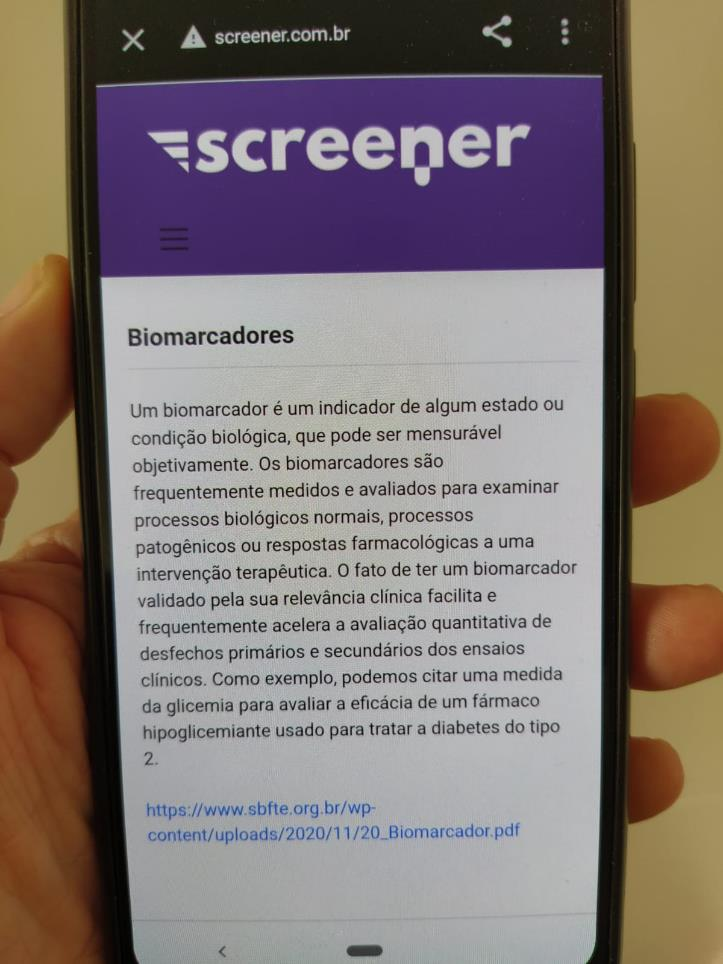 screener.com.br
screener
Biomarcadores
Um biomarcador é um indicador de algum estado ou
condição biológica, que pode ser mensurável
objetivamente. Os biomarcadores são
frequentemente medidos e avaliados para examinar
processos biológicos normais, processos
patogênicos ou respostas farmacológicas a uma
intervenção terapêutica. O fato de ter um biomarcador
validado pela sua relevância clínica facilita e
frequentemente acelera a avaliação quantitativa de
desfechos primários e secundários dos ensaios
clínicos. Como exemplo, podemos citar uma medida
da glicemia para avaliar a eficácia de um fármaco
hipoglicemiante usado para tratar a diabetes do tipo
2.
https://www.sbfte.org.br/wp-
content/uploads/2020/11/20_Biomarcador.pdf